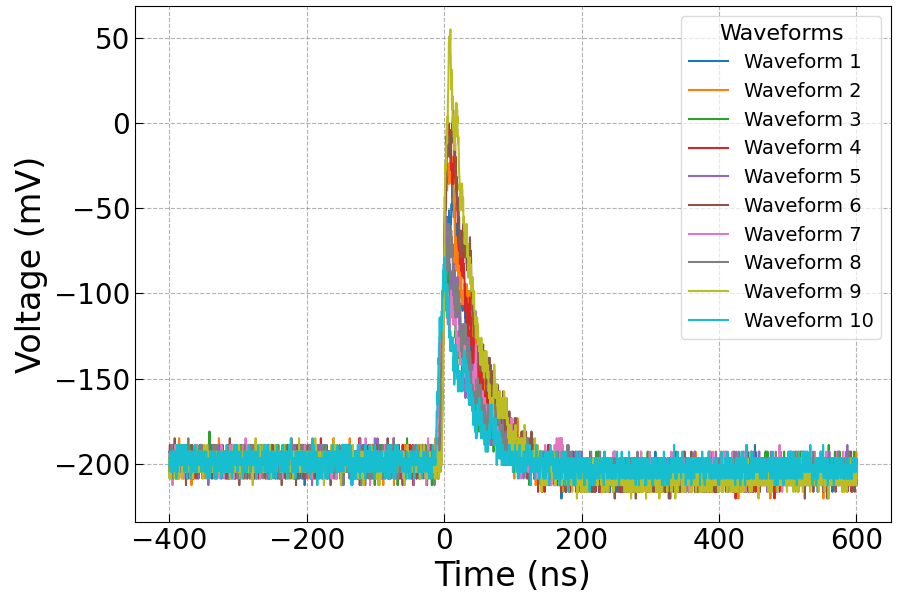 Waveforms
Waveform 1
Waveform 2
Waveform 3
Waveform 4
Waveform 5
Waveform 6
Waveform 7
Waveform 8
Waveform 9
Waveform 10
Voltage (mV)
50
0
−50
−100
−150
−200
−400 −200 0 200 400 600
Time (ns)